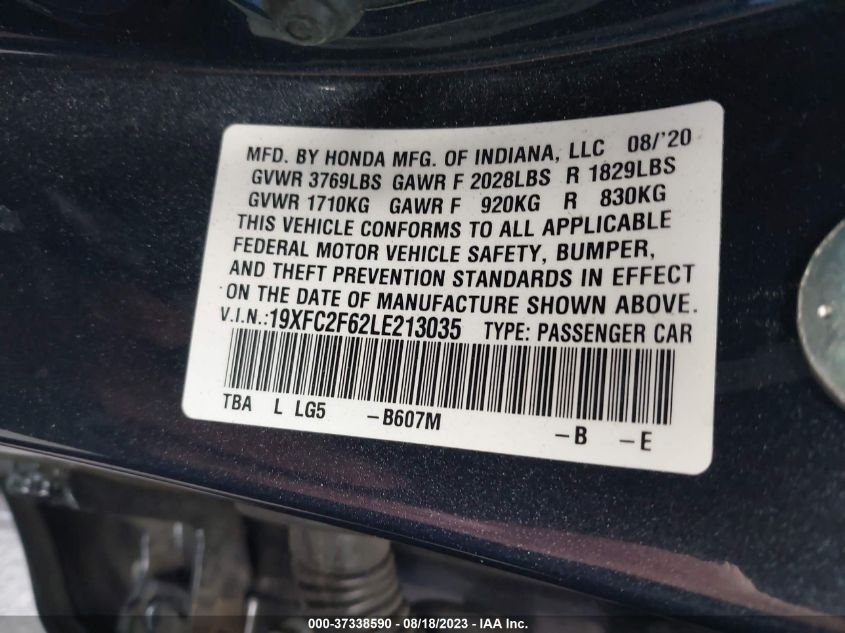 MFD. BY HONDA MFG. OF INDIANA, LLC 08/'20
GVWR 3769LBS GAWR F 2028LBS R 1829LBS
GVWR 1710KG GAWR F 920KG R 830KG
THIS VEHICLE CONFORMS TO ALL APPLICABLE
FEDERAL MOTOR VEHICLE SAFETY, BUMPER,
AND THEFT PREVENTION STANDARDS IN EFFECT
ON THE DATE OF MANUFACTURE SHOWN ABOVE.
V.I.N.:19XFC2F62LE213035 TYPE: PASSENGER CAR
TBA L LG5 -B607M -B -E
000-37338590 - 08/18/2023 - IAA Inc.